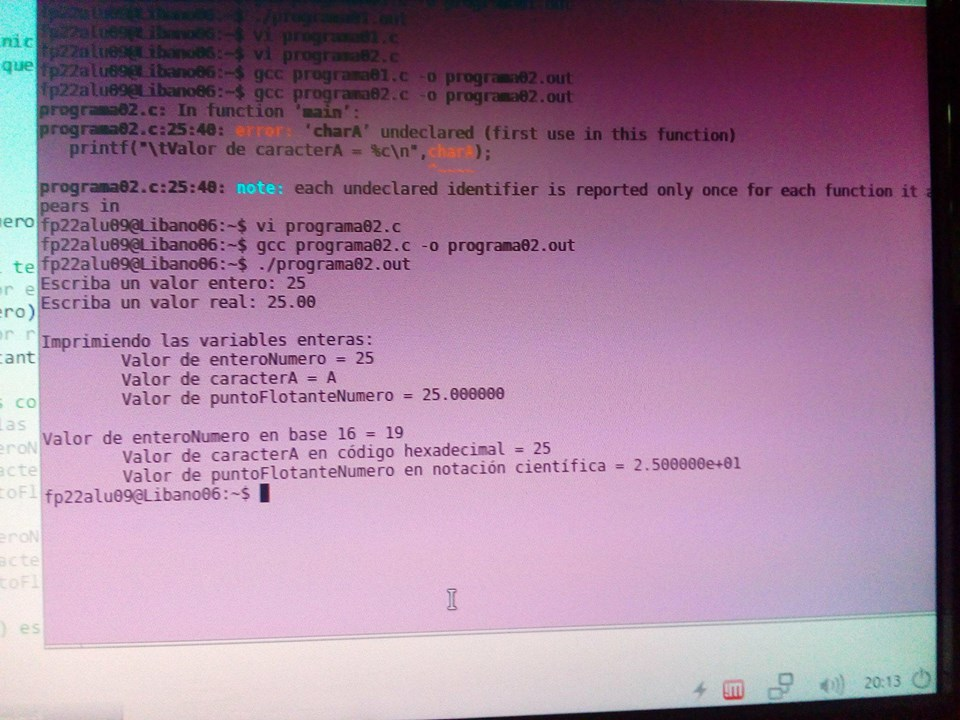 ./programa01.out
fp22alu09@Libano06:~$ vi programa01.c
fp22alu09@Libano06:~$ vi programa02.c
fp22alu09@Libano06:~$ gcc programa01.c -o programa02.out
fp22alu09@Libano06:~$ gcc programa02.c -o programa02.out
programa02.c: In function 'main':
programa02.c:25:40: error: 'charA' undeclared (first use in this function)
printf("\tValor de caracterA = %c\n",charA);
programa02.c:25:40: note: each undeclared identifier is reported only once for each function it a
pears in
fp22alu09@Libano06:~$ vi programa02.c
fp22alu09@Libano06:~$ gcc programa02.c -o programa02.out
fp22alu09@Libano06:~$ ./programa02.out
Escriba un valor entero: 25
Escriba un valor real: 25.00
Imprimiendo las variables enteras:
Valor de enteroNumero = 25
Valor de caracterA = A
Valor de puntoFlotanteNumero = 25.000000
Valor de enteroNumero en base 16 = 19
Valor de caracterA en código hexadecimal = 25
Valor de puntoFlotanteNumero en notación científica = 2.500000e+01
fp22alu09@Libano06:~$
nic
que
ero
te
or e
ero)
or r
tant
s co
las
eroN
acte
toFl
eroN
acte
toFl
) es
20:13